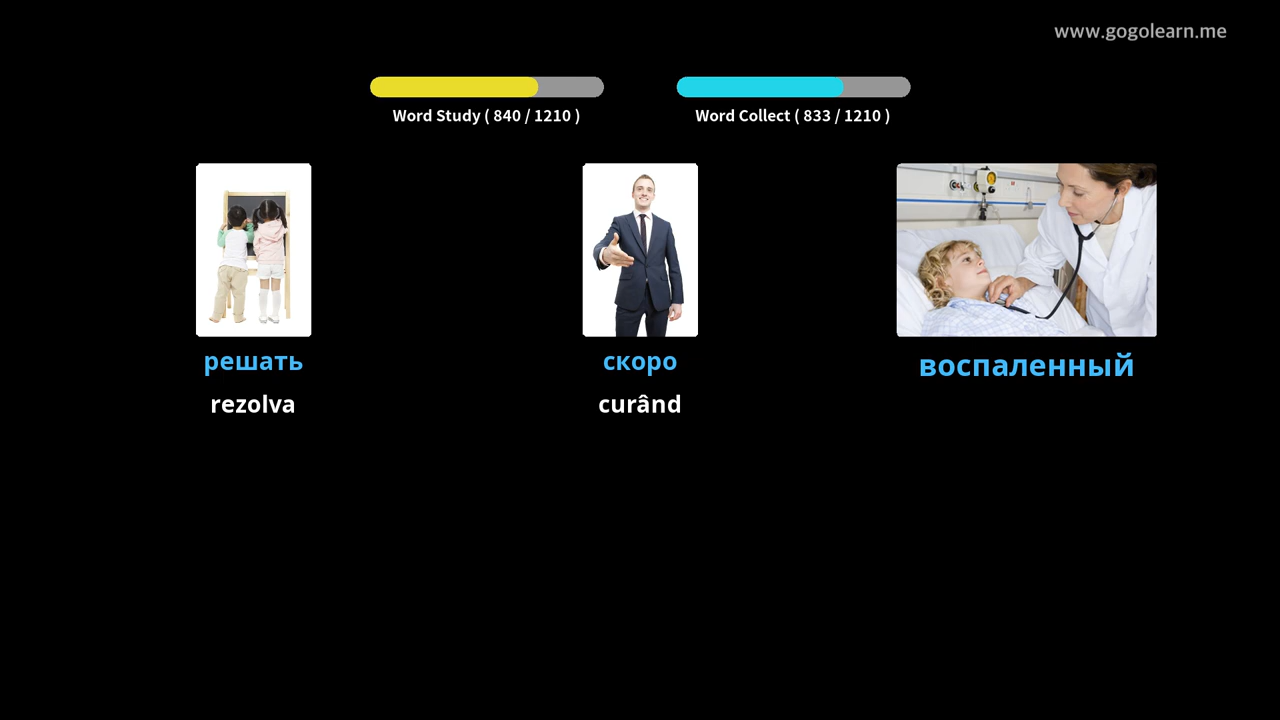 www.gogolearn.me
Word Study ( 840 / 1210 )
Word Collect ( 833 / 1210 )
решать
rezolva
скоро
curând
воспаленный